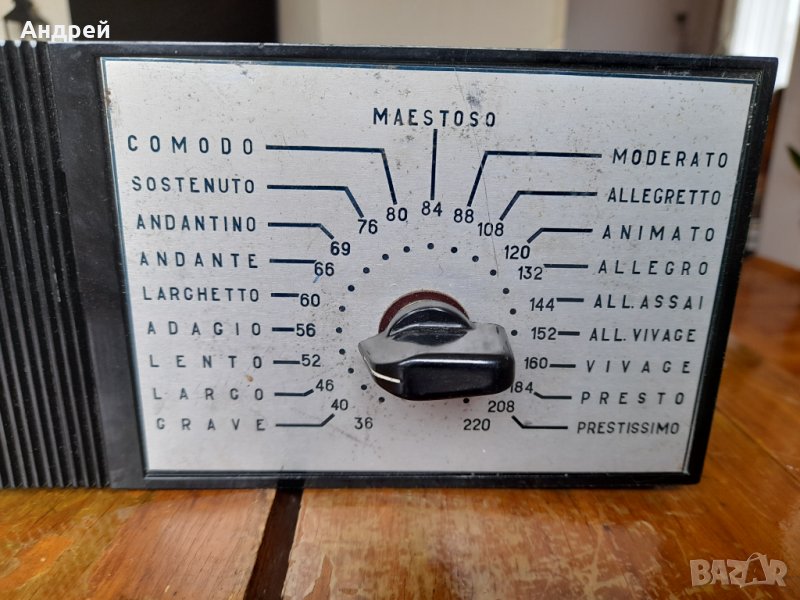 Андрей
MAESTOSO
COMODO
MODERATO
SOSTENUTO
ALLEGRETTO
76 80 84 88 108
ANDANTINO
ANIMATO
69 120
ANDANTE
ALLEGRO
66 132
LARGHETTO
ALL.ASSAI
60 144
ADAGIO
ALL.VIVAGE
56 152
LENTO
VIVAGE
52 160
LARGO
PRESTO
46 184
40 208
GRAVE
PRESTISSIMO
36 220
BAZAR